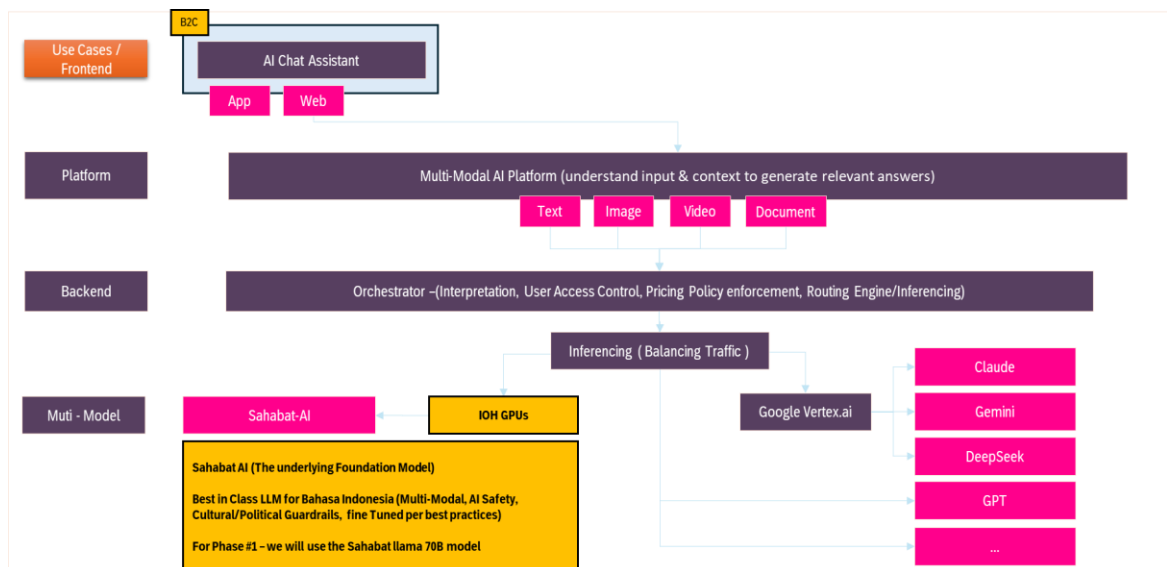 B2C
Use Cases /
Frontend
AI Chat Assistant
App
Web
Platform
Multi-Modal AI Platform (understand input & context to generate relevant answers)
Text
Image
Video
Document
Backend
Orchestrator –(Interpretation, User Access Control, Pricing Policy enforcement, Routing Engine/Inferencing)
Inferencing ( Balancing Traffic )
Claude
Muti - Model
Sahabat-AI
IOH GPUs
Google Vertex.ai
Gemini
DeepSeek
GPT
...
Sahabat AI (The underlying Foundation Model)
Best in Class LLM for Bahasa Indonesia (Multi-Modal, AI Safety,
Cultural/Political Guardrails, fine Tuned per best practices)
For Phase #1 – we will use the Sahabat llama 70B model